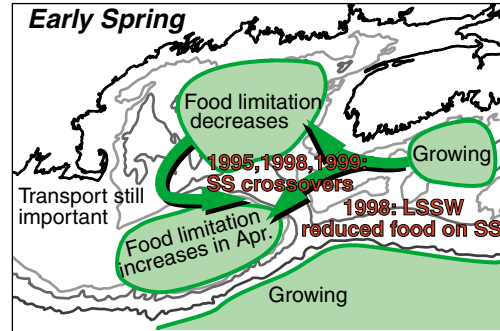 Early Spring
Food limitation
decreases
1995,1998,1999:
SS crossovers
Growing
Transport still
important
1998: LSSW
reduced food on SS
Food limitation
increases in Apr.
Growing